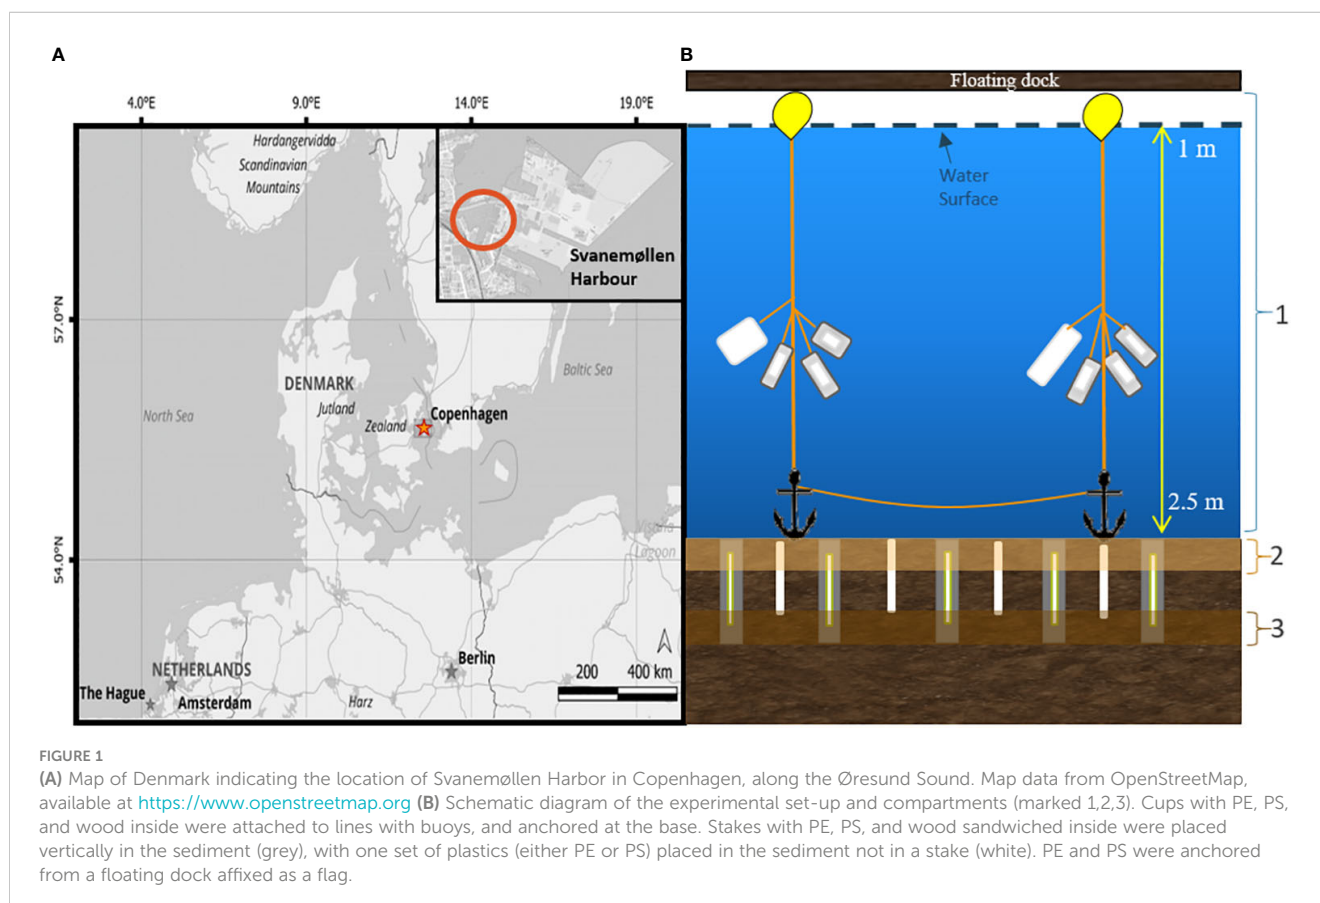 A
B
4.0°E
9.0°E
14.0°E
19.0°E
57.0°N
54.0°N
Hardangervidda
Scandinavian
Mountains
Svanemøllen
Harbour
DENMARK
Jutland
North Sea
Baltic Sea
Zealand
Copenhagen
Lagoon
NETHERLANDS
The Hague
Amsterdam
Berlin
Harz
200
400 km
Floating dock
1 m
Water
Surface
2.5 m
1
2
3
FIGURE 1
(A) Map of Denmark indicating the location of Svanemøllen Harbor in Copenhagen, along the Øresund Sound. Map data from OpenStreetMap,
available at https://www.openstreetmap.org (B) Schematic diagram of the experimental set-up and compartments (marked 1,2,3). Cups with PE, PS,
and wood inside were attached to lines with buoys, and anchored at the base. Stakes with PE, PS, and wood sandwiched inside were placed
vertically in the sediment (grey), with one set of plastics (either PE or PS) placed in the sediment not in a stake (white). PE and PS were anchored
from a floating dock affixed as a flag.